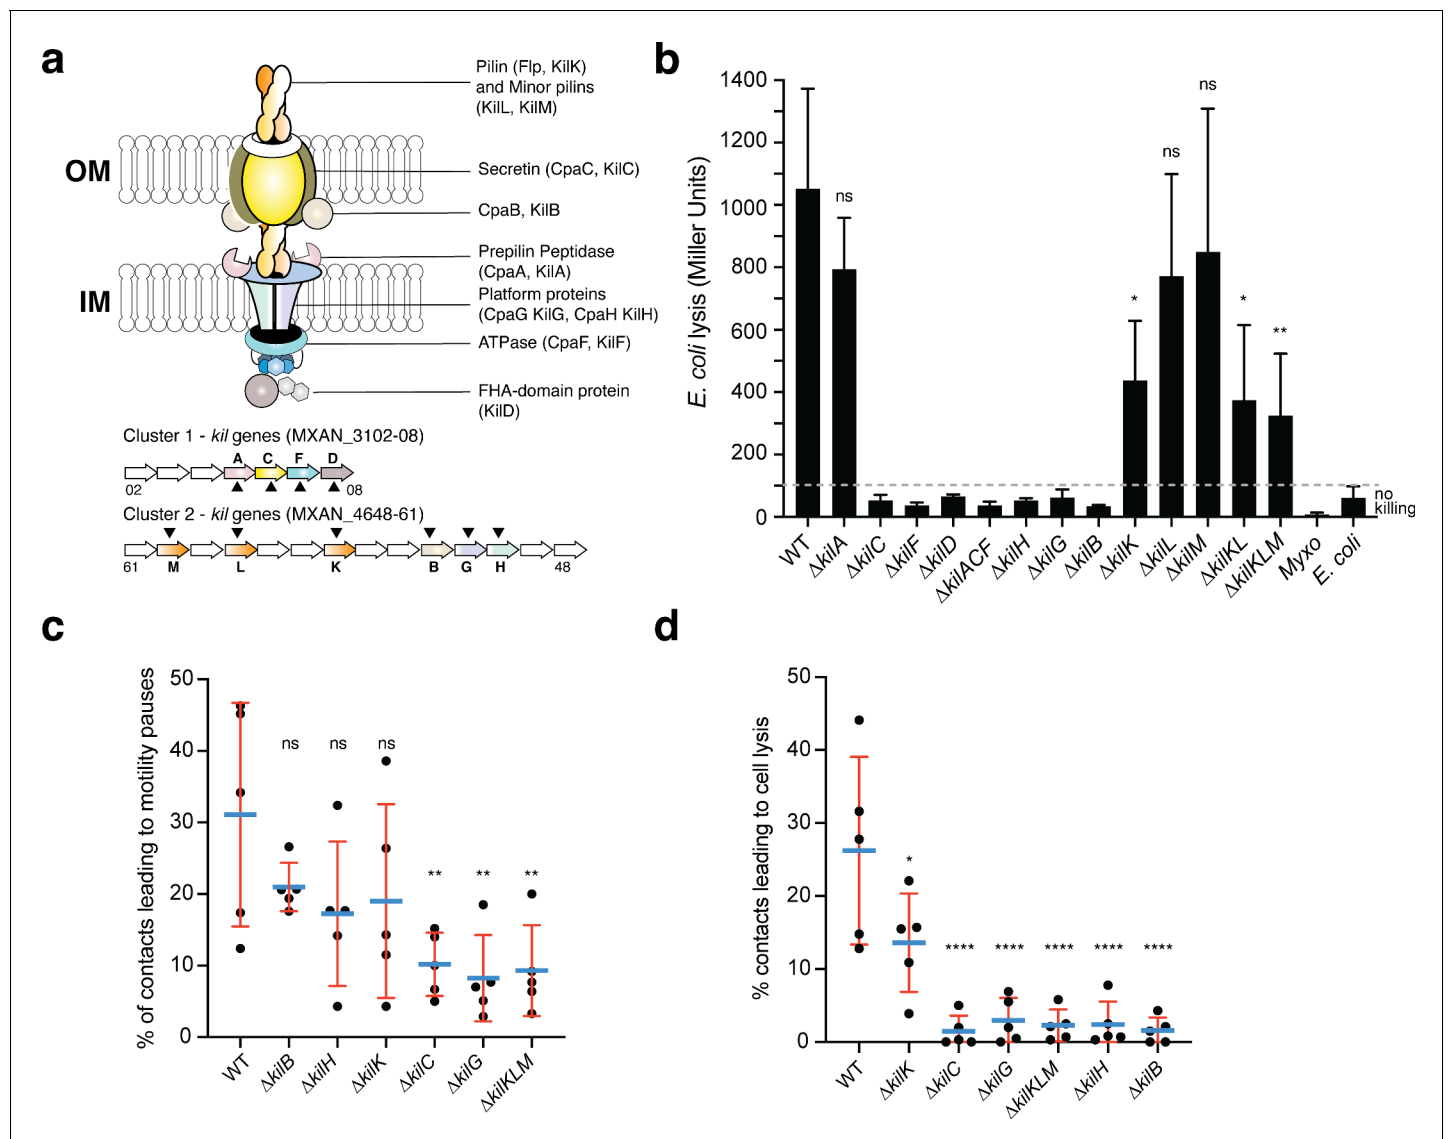 a
Pilin (Flp, KilK)
and Minor pilins
(KilL, KilM)
OM
Secretin (CpaC, KilC)
CpaB, KilB
Prepilin Peptidase
(CpaA, KilA)
IM
Platform proteins
(CpaG KilG, CpaH KilH)
ATPase (CpaF, KilF)
FHA-domain protein
(KilD)
Cluster 1 - kil genes (MXAN_3102-08)
A C F D
02 08
Cluster 2 - kil genes (MXAN_4648-61)
61 M L K B G H 48
b
E. coli lysis (Miller Units)
1400
1200
1000
800
600
400
200
0
ns
ns
ns
*
*
**
no
killing
WT
ΔkilA
ΔkilC
ΔkilF
ΔkilD
ΔkilACF
ΔkilH
ΔkilG
ΔkilB
ΔkilK
ΔkilL
ΔkilM
ΔkilKL
ΔkilKLM
Myxo
E. coli
c
% of contacts leading to motility pauses
50
40
30
20
10
0
ns ns ns
** ** **
WT
ΔkilB
ΔkilH
ΔkilK
ΔkilC
ΔkilG
ΔkilKLM
d
% contacts leading to cell lysis
50
40
30
20
10
0
*
**** **** **** **** ****
WT
ΔkilK
ΔkilC
ΔkilG
ΔkilKLM
ΔkilH
ΔkilB